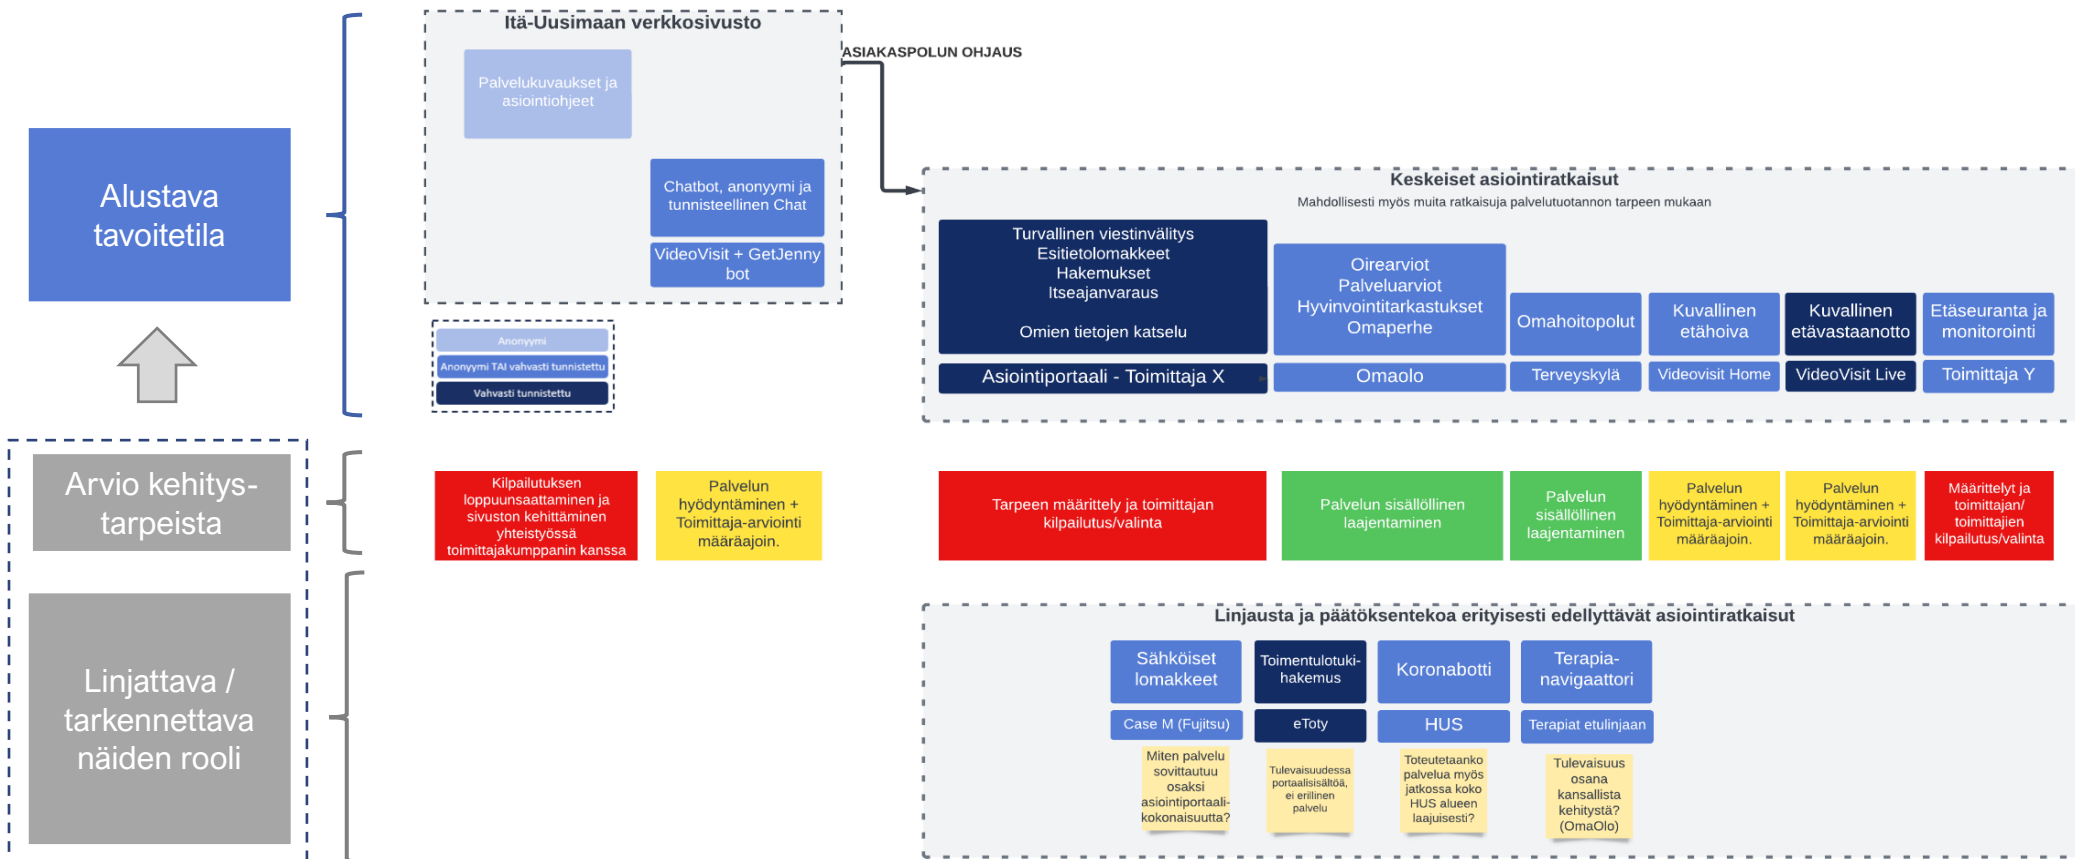 Itä-Uusimaan verkkosivusto
Palvelukuvaukset ja
asiointiohjeet
Chatbot, anonyymi ja
tunnisteellinen Chat
VideoVisit + GetJenny
bot
ASIAKASPOLUN OHJAUS
Alustava
tavoitetila
Anonyymi
Anonyymi TAI vahvasti tunnistettu
Vahvasti tunnistettu
Keskeiset asiointiratkaisut
Mahdollisesti myös muita ratkaisuja palvelutuotannon tarpeen mukaan
Turvallinen viestinvälitys
Esitietolomakkeet
Hakemukset
Itseajanvaraus
Omien tietojen katselu
Asiointiportaali - Toimittaja X
Oirearviot
Palveluarviot
Hyvinvointitarkastukset
Omaperhe
Omaolo
Omahoitopolut
Terveyskylä
Kuvallinen
etähoiva
Videovisit Home
Kuvallinen
etävastaanotto
VideoVisit Live
Etäseuranta ja
monitorointi
Toimittaja Y
Arvio kehitys-
tarpeista
Kilpailutuksen
loppuunsaattaminen ja
sivuston kehittäminen
yhteistyössä
toimittajakumppanin kanssa
Palvelun
hyödyntäminen +
Toimittaja-arviointi
määräajoin.
Tarpeen määrittely ja toimittajan
kilpailutus/valinta
Palvelun sisällöllinen
laajentaminen
Palvelun
sisällöllinen
laajentaminen
Palvelun
hyödyntäminen +
Toimittaja-arviointi
määräajoin.
Palvelun
hyödyntäminen +
Toimittaja-arviointi
määräajoin.
Määrittelyt ja
toimittajan/
toimittajien
kilpailutus/valinta
Linjattava /
tarkennettava
näiden rooli
Linjausta ja päätöksentekoa erityisesti edellyttävät asiointiratkaisut
Sähköiset
lomakkeet
Case M (Fujitsu)
Miten palvelu
sovittautuu
osaksi
asiointiportaali-
kokonaisuutta?
Toimentulotuki-
hakemus
eToty
Tulevaisuudessa
portaalisisältöä,
ei erillinen
palvelu
Koronabotti
HUS
Toteutetaanko
palvelua myös
jatkossa koko
HUS alueen
laajuisesti?
Terapia-
navigaattori
Terapiat etulinjaan
Tulevaisuus
osana
kansallista
kehitystä?
(OmaOlo)